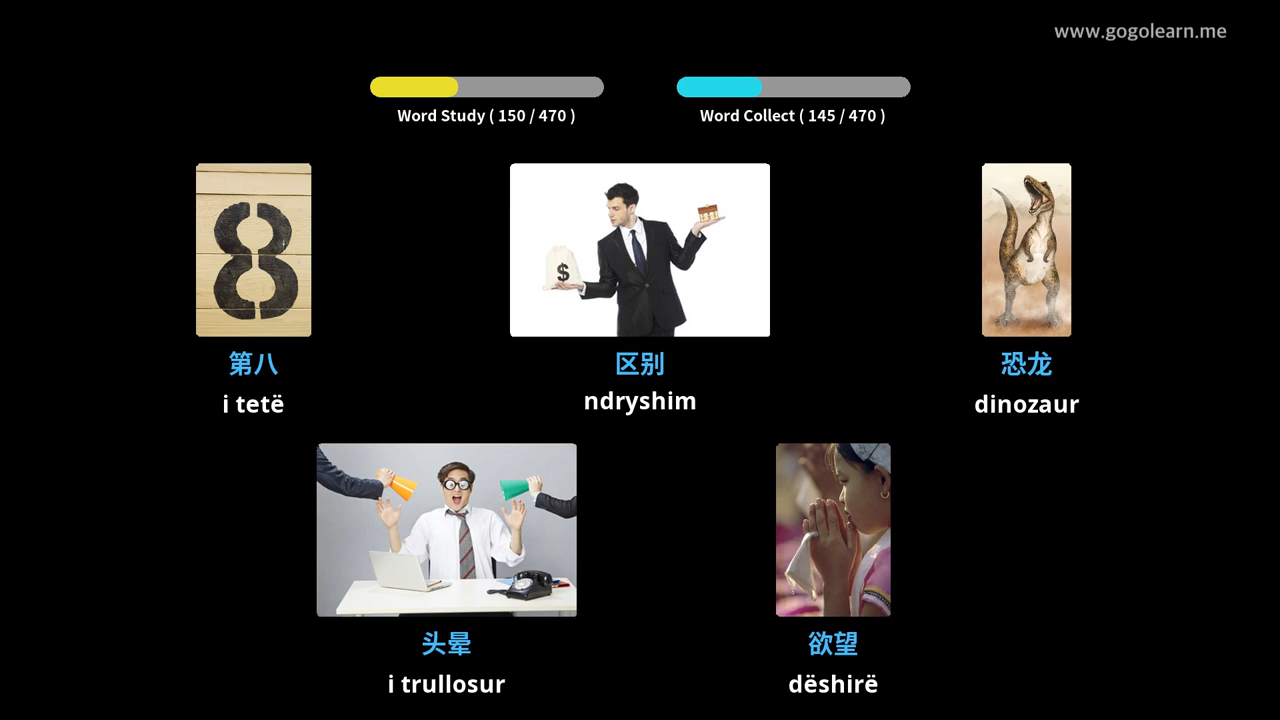 www.gogolearn.me
Word Study ( 150 / 470 )
Word Collect ( 145 / 470 )
8
$
第八
区别
恐龙
i tetë
ndryshim
dinozaur
头晕
欲望
i trullosur
dëshirë